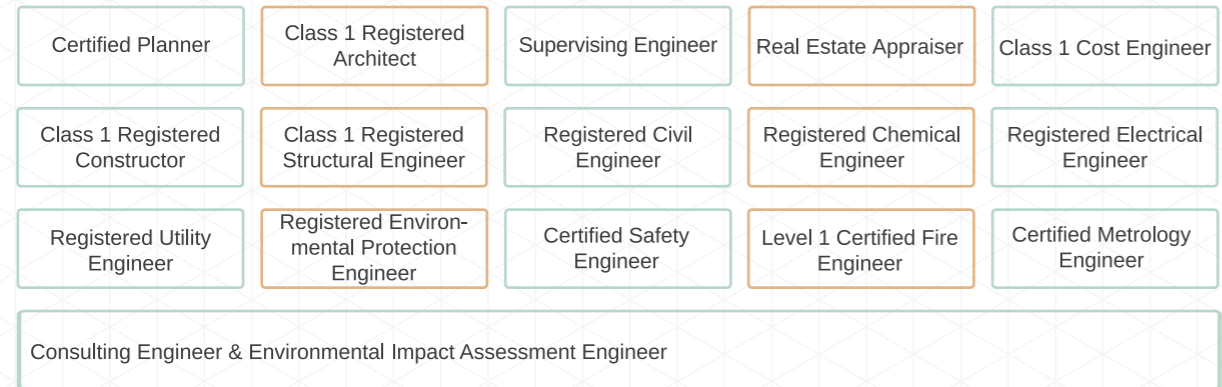 Certified Planner
Class 1 Registered
Architect
Supervising Engineer
Real Estate Appraiser
Class 1 Cost Engineer
Class 1 Registered
Constructor
Class 1 Registered
Structural Engineer
Registered Civil
Engineer
Registered Chemical
Engineer
Registered Electrical
Engineer
Registered Utility
Engineer
Registered Environ-
mental Protection
Engineer
Certified Safety
Engineer
Level 1 Certified Fire
Engineer
Certified Metrology
Engineer
Consulting Engineer & Environmental Impact Assessment Engineer